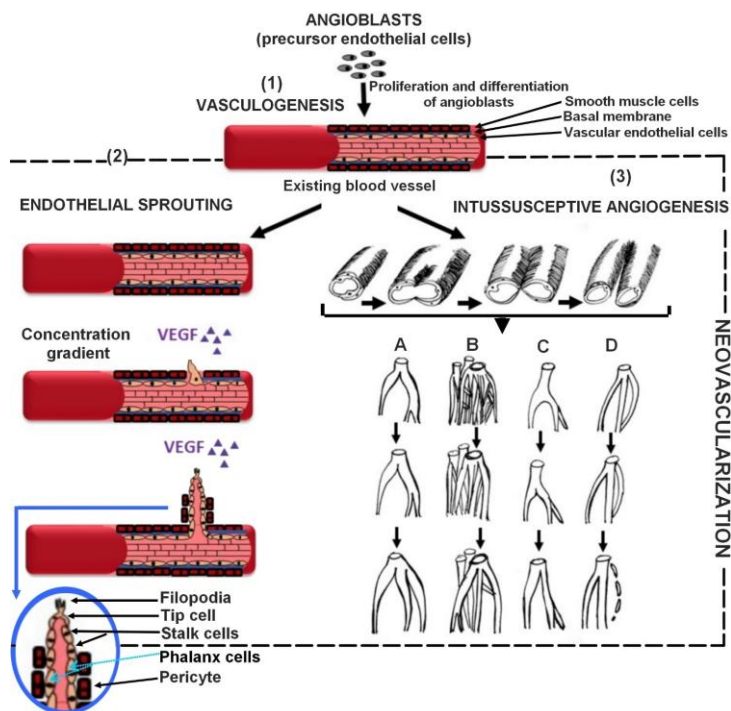 ANGIOBLASTS
(precursor endothelial cells)
(1)
VASCULOGENESIS
Proliferation and differentiation
of angioblasts
Smooth muscle cells
Basal membrane
Vascular endothelial cells
(2)
Existing blood vessel
(3)
ENDOTHELIAL SPROUTING
INTUSSUSCEPTIVE ANGIOGENESIS
Concentration
gradient
VEGF
VEGF
A
B
C
D
NEOVASCULARIZATION
Filopodia
Tip cell
Stalk cells
Phalanx cells
Pericyte